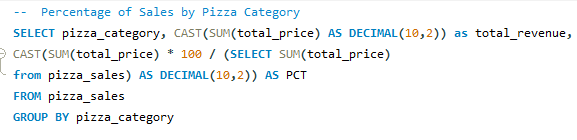 -- Percentage of Sales by Pizza Category
SELECT pizza_category, CAST(SUM(total_price) AS DECIMAL(10,2)) as total_revenue,
CAST(SUM(total_price) * 100 / (SELECT SUM(total_price)
from pizza_sales) AS DECIMAL(10,2)) AS PCT
FROM pizza_sales
GROUP BY pizza_category